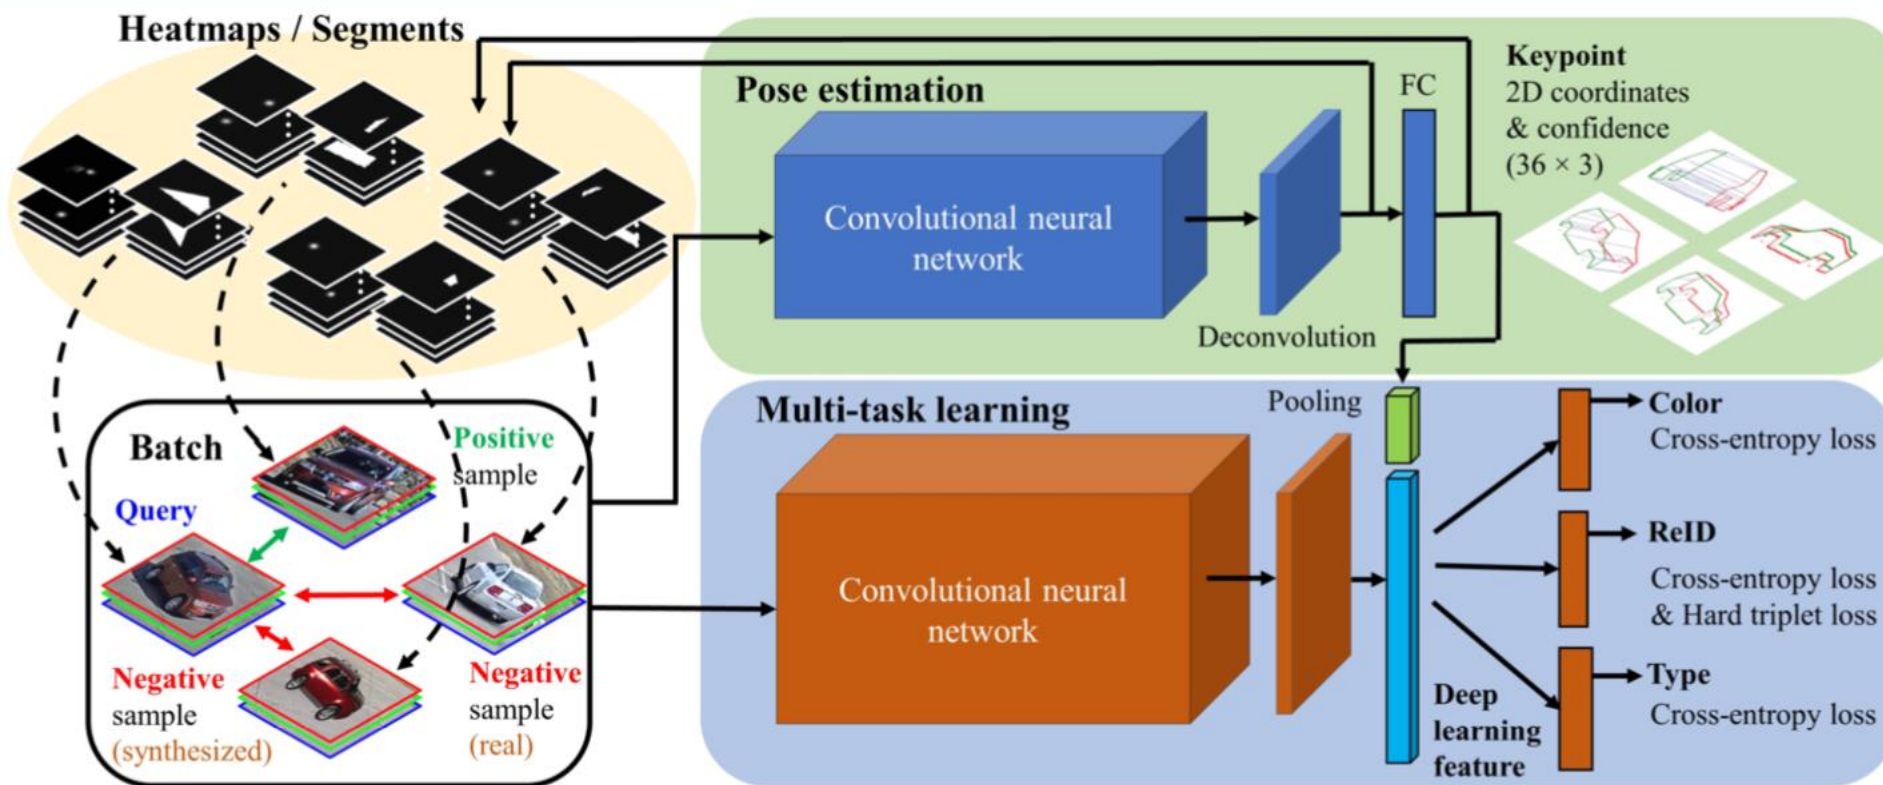 Heatmaps / Segments
Pose estimation
Convolutional neural
network
Deconvolution
FC
Keypoint
2D coordinates
& confidence
(36 × 3)
Batch
Positive
sample
Query
Negative
sample
(synthesized)
Negative
sample
(real)
Multi-task learning
Convolutional neural
network
Pooling
Deep
learning
feature
Color
Cross-entropy loss
ReID
Cross-entropy loss
& Hard triplet loss
Type
Cross-entropy loss